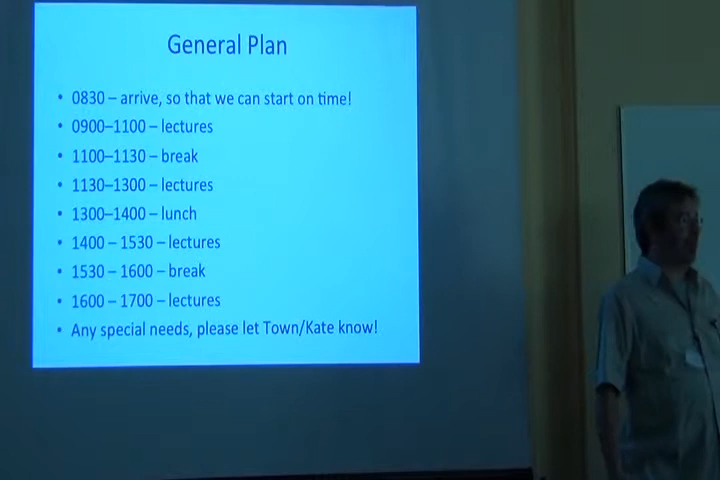 General Plan
• 0830 – arrive, so that we can start on time!
• 0900–1100 – lectures
• 1100–1130 – break
• 1130–1300 – lectures
• 1300–1400 – lunch
• 1400 – 1530 – lectures
• 1530 – 1600 – break
• 1600 – 1700 – lectures
• Any special needs, please let Town/Kate know!